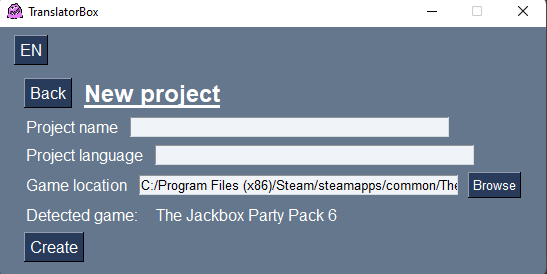 TranslatorBox
EN
Back New project
Project name
Project language
Game location C:/Program Files (x86)/Steam/steamapps/common/The Browse
Detected game: The Jackbox Party Pack 6
Create